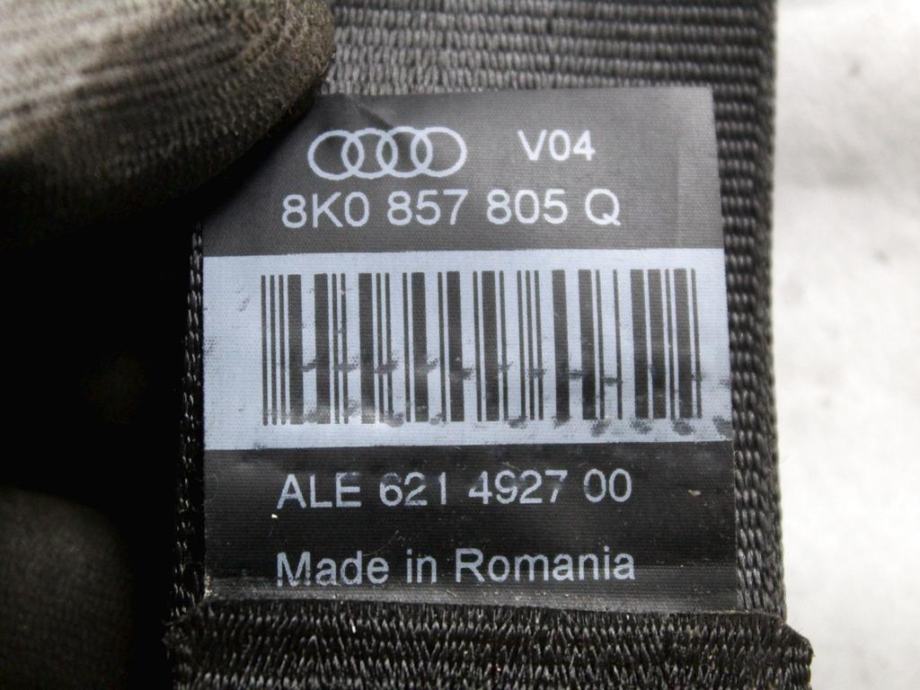 V04
8K0 857 805 Q
ALE 621 4927 00
Made in Romania